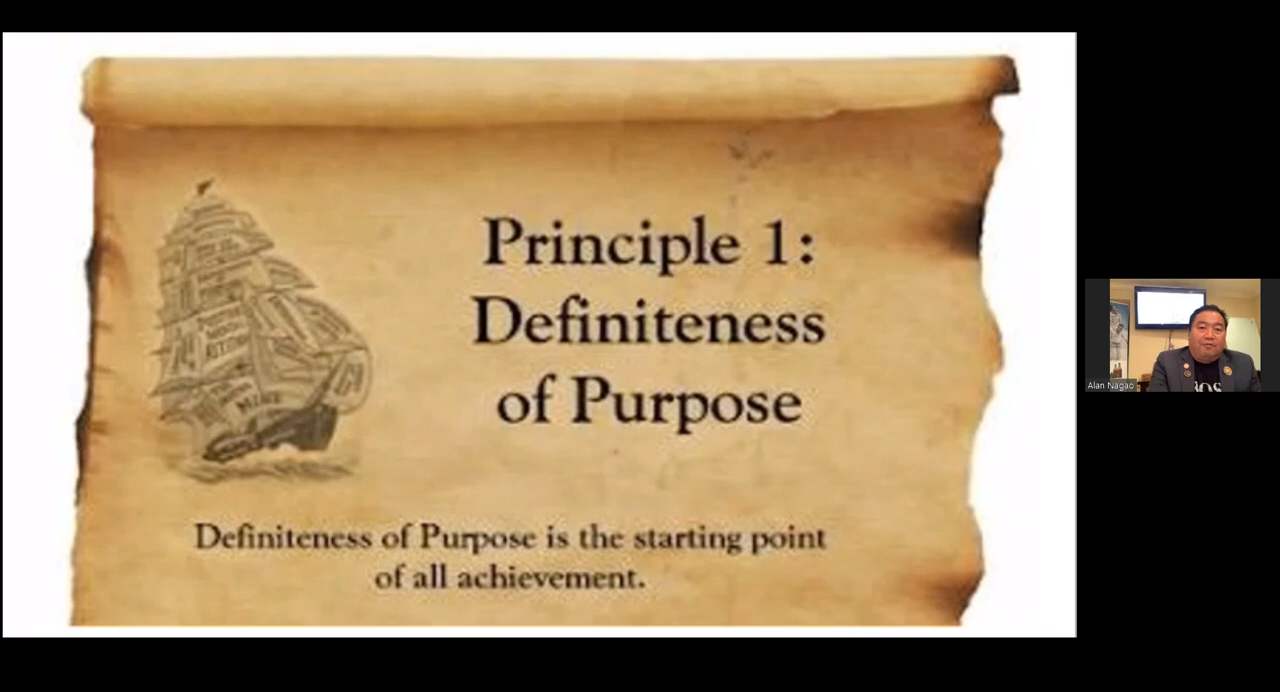 Principle 1:
Definiteness
of Purpose
Definiteness of Purpose is the starting point
of all achievement.
Alan Nagao